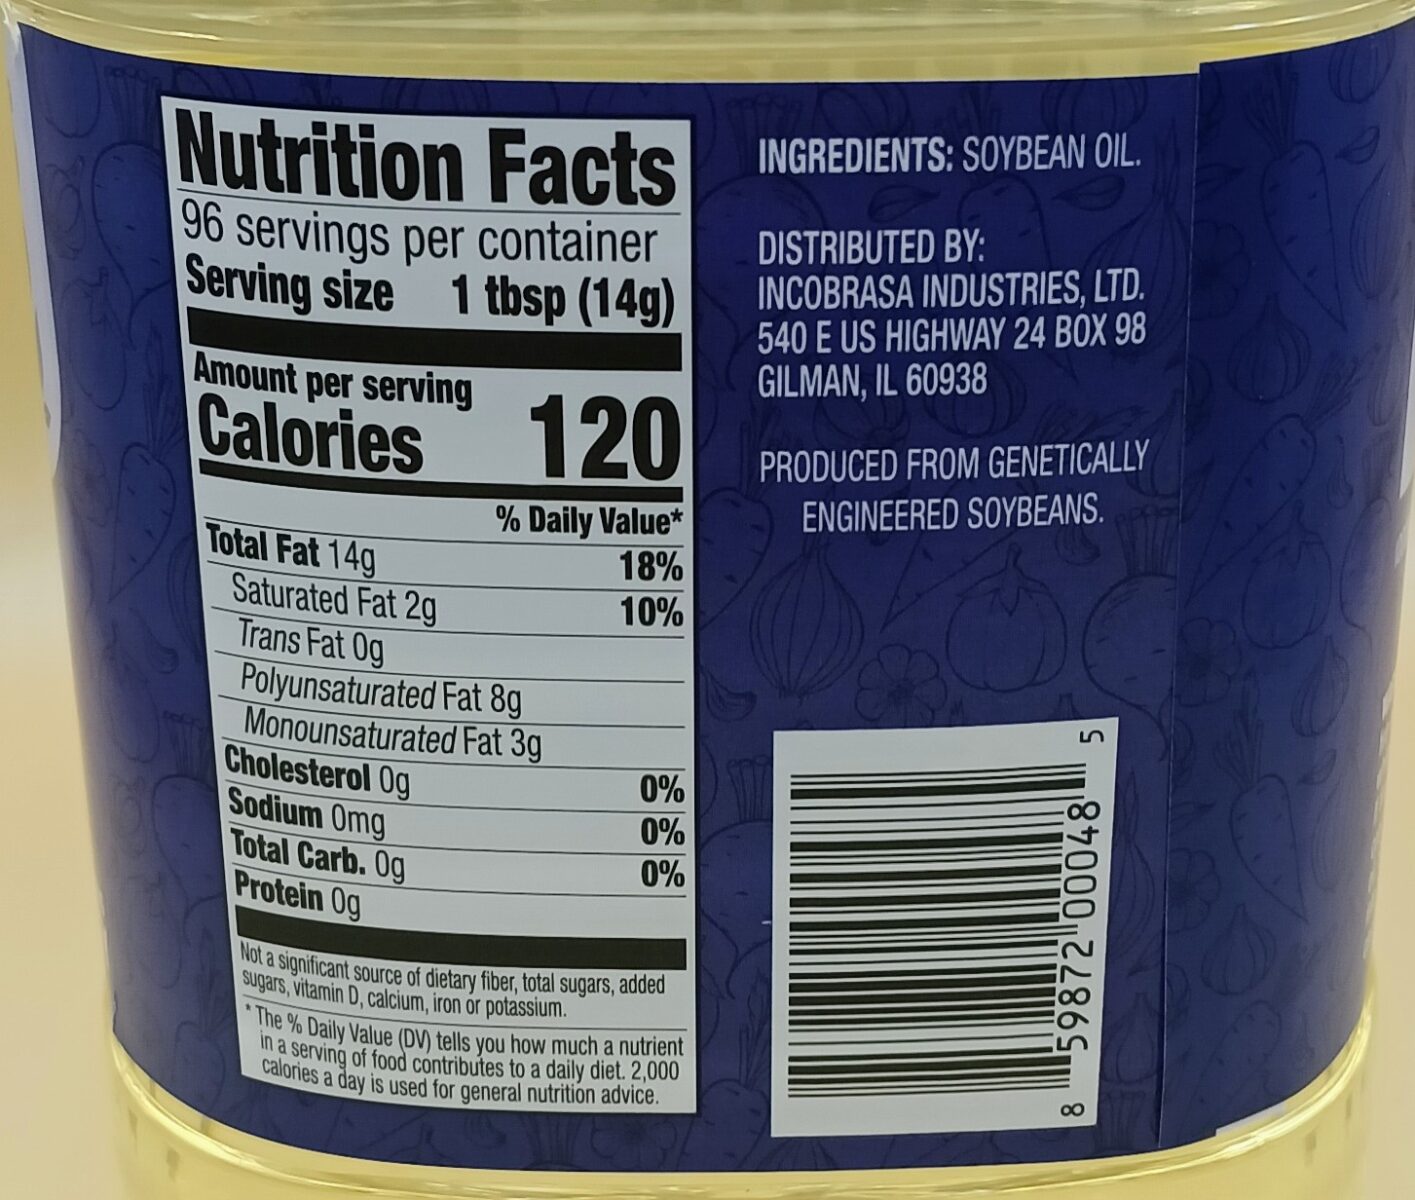 Nutrition Facts
96 servings per container
Serving size 1 tbsp (14g)
Amount per serving
Calories 120
% Daily Value*
Total Fat 14g 18%
Saturated Fat 2g 10%
Trans Fat 0g
Polyunsaturated Fat 8g
Monounsaturated Fat 3g
Cholesterol 0g 0%
Sodium 0mg 0%
Total Carb. 0g 0%
Protein 0g
Not a significant source of dietary fiber, total sugars, added
sugars, vitamin D, calcium, iron or potassium.
* The % Daily Value (DV) tells you how much a nutrient
in a serving of food contributes to a daily diet. 2,000
calories a day is used for general nutrition advice.
INGREDIENTS: SOYBEAN OIL.
DISTRIBUTED BY:
INCOBRASA INDUSTRIES, LTD.
540 E US HIGHWAY 24 BOX 98
GILMAN, IL 60938
PRODUCED FROM GENETICALLY
ENGINEERED SOYBEANS.
8 59872 00048 5